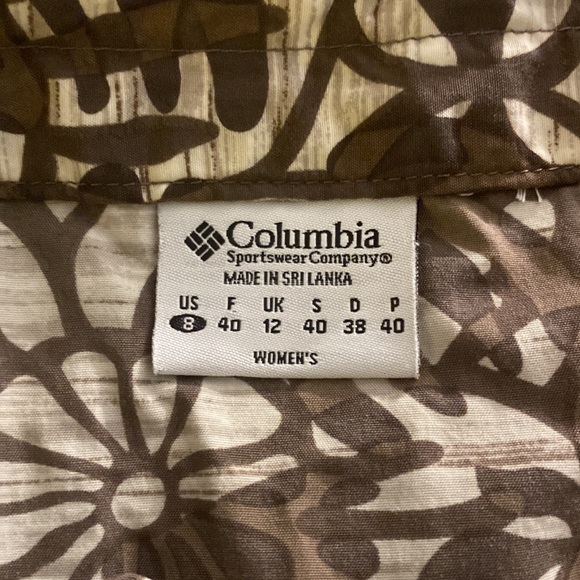 Columbia
Sportswear Company®
MADE IN SRI LANKA
US F UK S D P
8 40 12 40 38 40
WOMEN'S